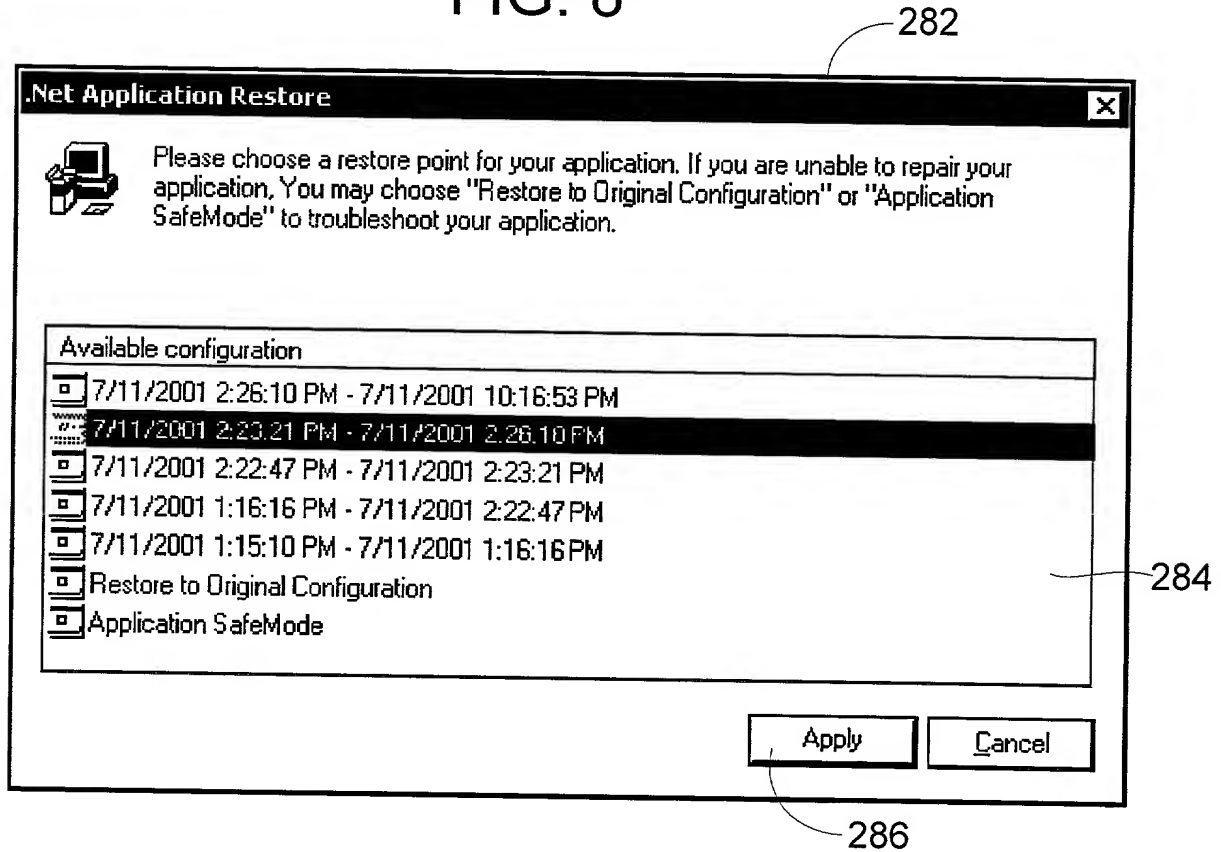 FIG. 8
282
.Net Application Restore
Please choose a restore point for your application. If you are unable to repair your
application, You may choose "Restore to Original Configuration" or "Application
SafeMode" to troubleshoot your application.
Available configuration
7/11/2001 2:26:10 PM - 7/11/2001 10:16:53 PM
7/11/2001 2:23:21 PM - 7/11/2001 2:26:10 PM
7/11/2001 2:22:47 PM - 7/11/2001 2:23:21 PM
7/11/2001 1:16:16 PM - 7/11/2001 2:22:47 PM
7/11/2001 1:15:10 PM - 7/11/2001 1:16:16 PM
Restore to Original Configuration
284
Application SafeMode
Apply
Cancel
286